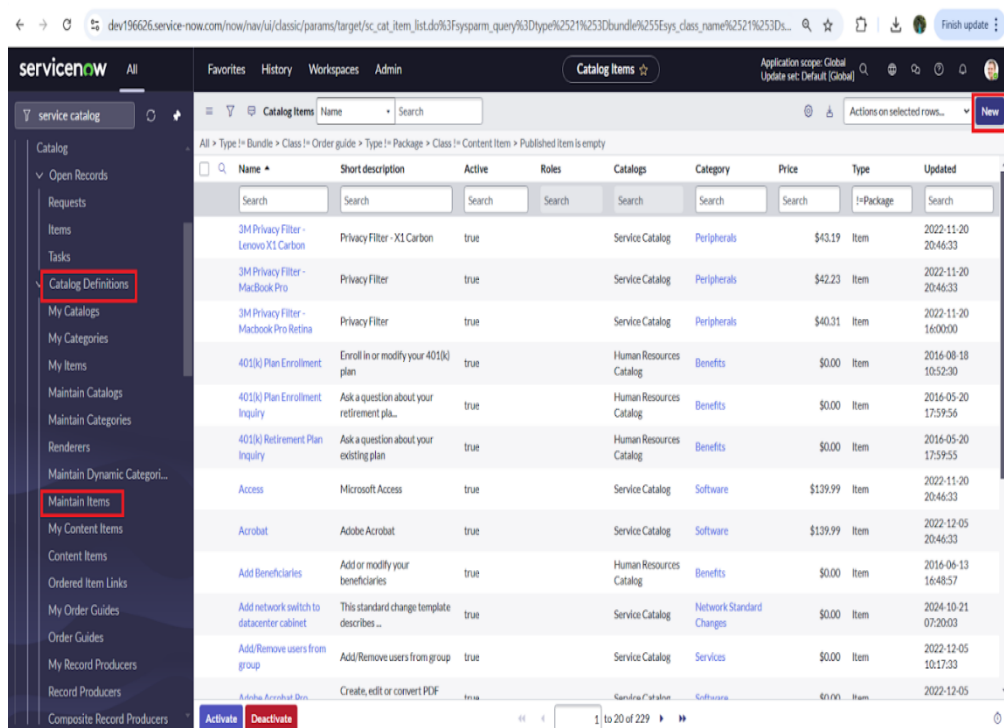 dev196626.service-now.com/now/nav/ui/classic/params/target/sc_cat_item_list.do%3Fsysparm_query%3Dtype%2521%253Dbundle%255Esys_class_name%2521%253Ds...
Finish update
servicenow All Favorites History Workspaces Admin Catalog Items Application scope: Global
Update set: Default [Global]
service catalog
Catalog
Open Records
Requests
Items
Tasks
Catalog Definitions
My Catalogs
My Categories
My Items
Maintain Catalogs
Maintain Categories
Renderers
Maintain Dynamic Categori...
Maintain Items
My Content Items
Content Items
Ordered Item Links
My Order Guides
Order Guides
My Record Producers
Record Producers
Composite Record Producers
Catalog Items Name Search Actions on selected rows... New
All > Type != Bundle > Class != Order guide > Type != Package > Class != Content Item > Published item is empty
Name Short description Active Roles Catalogs Category Price Type Updated
Search Search Search Search Search Search Search !=Package Search
3M Privacy Filter - Lenovo X1 Carbon Privacy Filter - X1 Carbon true Service Catalog Peripherals $43.19 Item 2022-11-20 20:46:33
3M Privacy Filter - MacBook Pro Privacy Filter true Service Catalog Peripherals $42.23 Item 2022-11-20 20:46:33
3M Privacy Filter - Macbook Pro Retina Privacy Filter true Service Catalog Peripherals $40.31 Item 2022-11-20 16:00:00
401(k) Plan Enrollment Enroll in or modify your 401(k) plan true Human Resources Catalog Benefits $0.00 Item 2016-08-18 10:52:30
401(k) Plan Enrollment Inquiry Ask a question about your retirement pla... true Human Resources Catalog Benefits $0.00 Item 2016-05-20 17:59:56
401(k) Retirement Plan Inquiry Ask a question about your existing plan true Human Resources Catalog Benefits $0.00 Item 2016-05-20 17:59:55
Access Microsoft Access true Service Catalog Software $139.99 Item 2022-11-20 20:46:33
Acrobat Adobe Acrobat true Service Catalog Software $139.99 Item 2022-12-05 20:46:33
Add Beneficiaries Add or modify your beneficiaries true Human Resources Catalog Benefits $0.00 Item 2016-06-13 16:48:57
Add network switch to datacenter cabinet This standard change template describes ... true Service Catalog Network Standard Changes $0.00 Item 2024-10-21 07:20:03
Add/Remove users from group Add/Remove users from group true Service Catalog Services $0.00 Item 2022-12-05 10:17:33
Adobe Acrobat Pro Create, edit or convert PDF true Service Catalog Software $0.00 Item 2022-12-05
Activate Deactivate 1 to 20 of 229